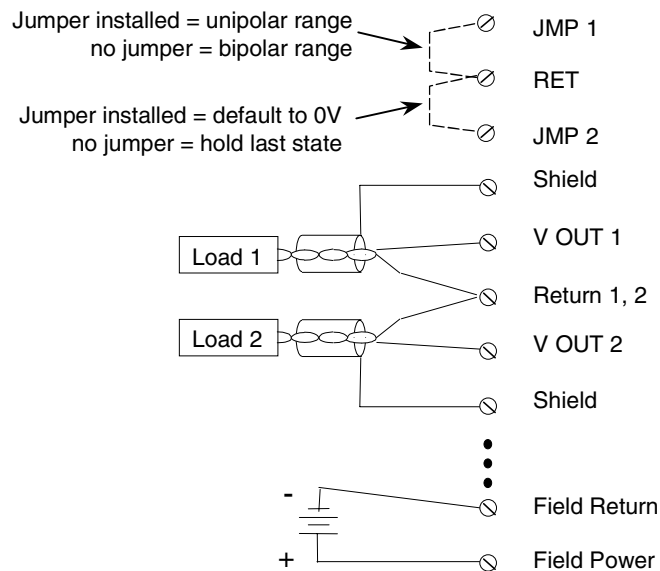 Jumper installed = unipolar range
no jumper = bipolar range
JMP 1
RET
Jumper installed = default to 0V
no jumper = hold last state
JMP 2
Shield
V OUT 1
Load 1
Return 1, 2
Load 2
V OUT 2
Shield
-
Field Return
+
Field Power